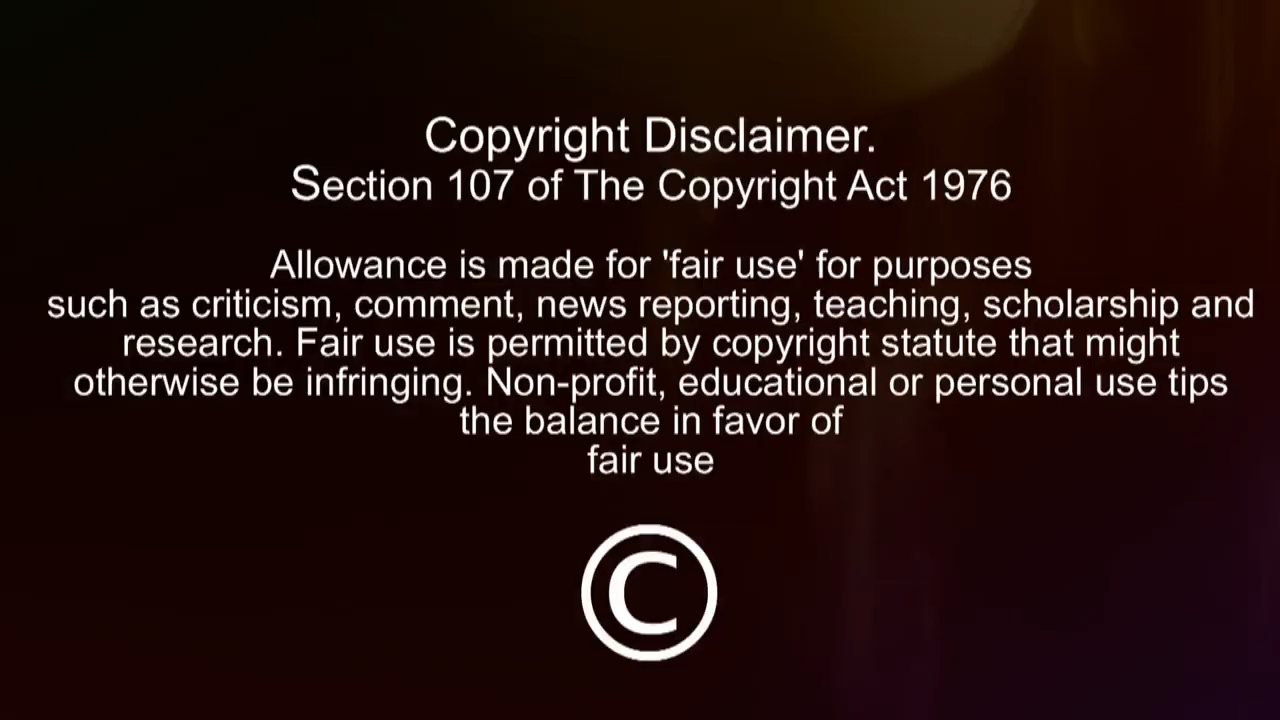 Copyright Disclaimer.
Section 107 of The Copyright Act 1976
Allowance is made for 'fair use' for purposes
such as criticism, comment, news reporting, teaching, scholarship and
research. Fair use is permitted by copyright statute that might
otherwise be infringing. Non-profit, educational or personal use tips
the balance in favor of
fair use
©